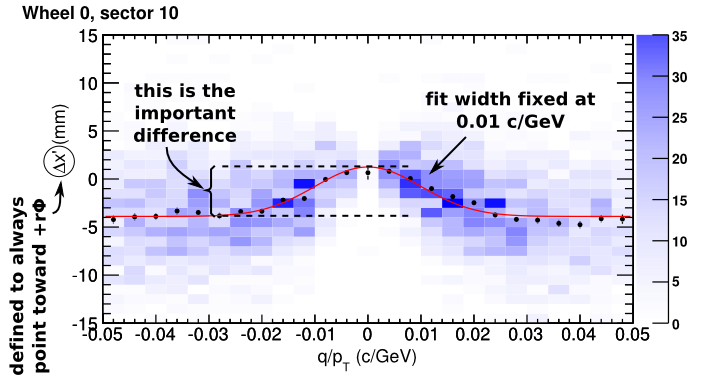 Wheel 0, sector 10
15
10
5
0
-5
-10
-15
Δx' (mm)
defined to always
point toward +rΦ
this is the
important
difference
fit width fixed at
0.01 c/GeV
-0.05 -0.04 -0.03 -0.02 -0.01 0 0.01 0.02 0.03 0.04 0.05
q/pT (c/GeV)
35
30
25
20
15
10
5
0